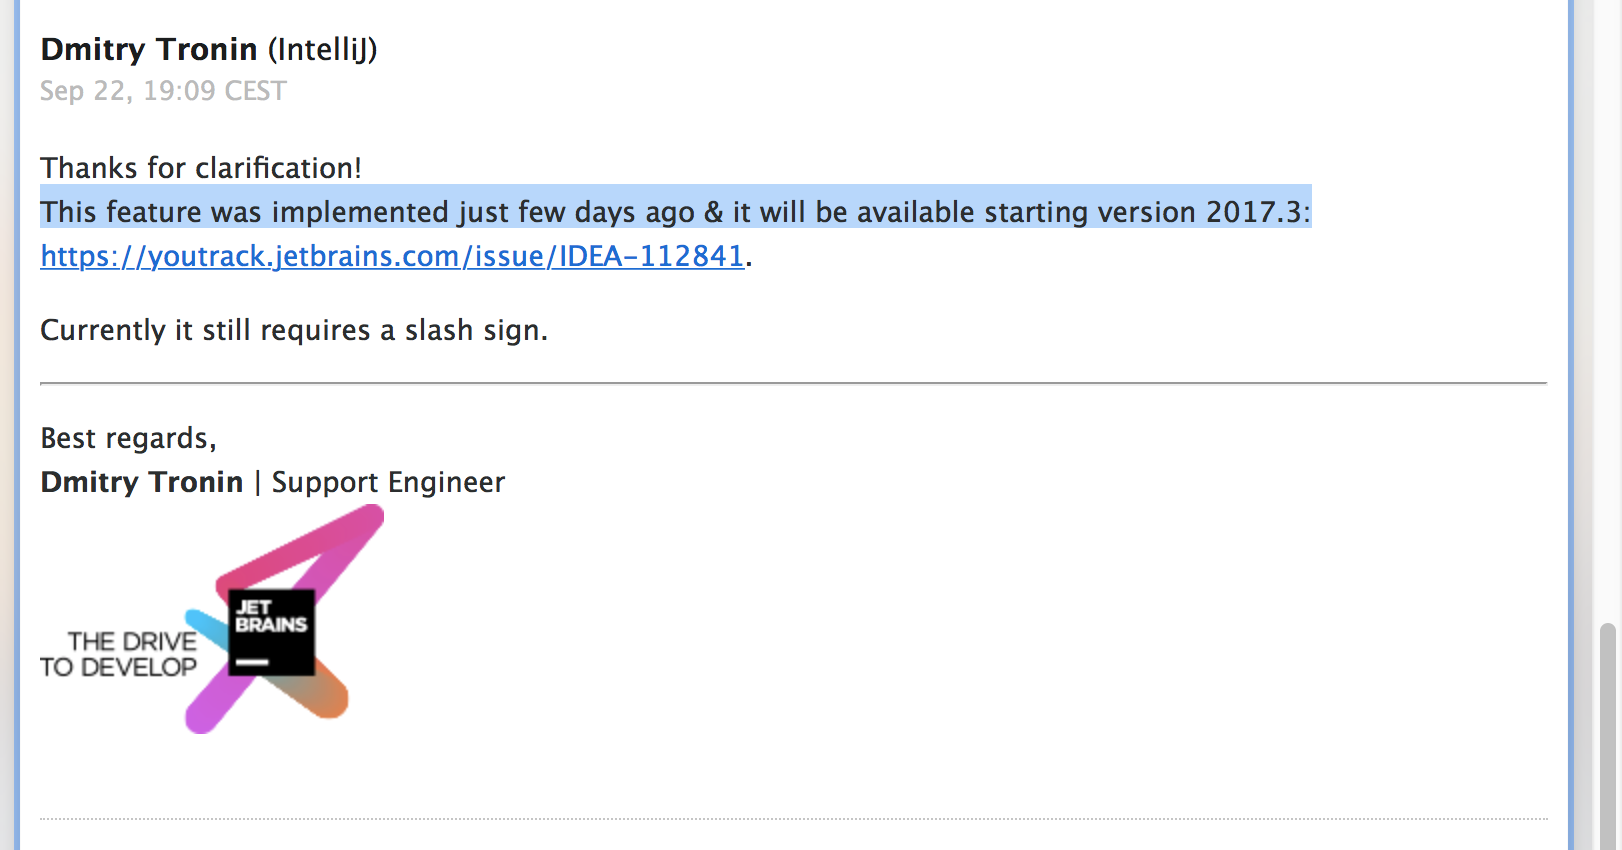 Dmitry Tronin (IntelliJ)
Sep 22, 19:09 CEST
Thanks for clarification!
This feature was implemented just few days ago & it will be available starting version 2017.3:
https://youtrack.jetbrains.com/issue/IDEA-112841.
Currently it still requires a slash sign.
Best regards,
Dmitry Tronin | Support Engineer
JET
BRAINS
THE DRIVE
TO DEVELOP